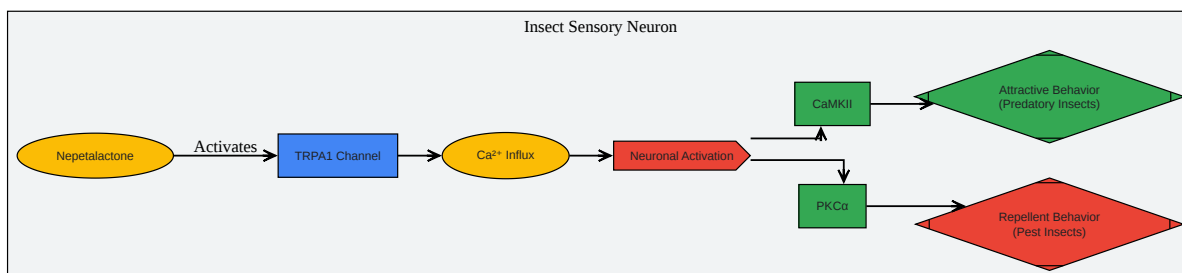 Insect Sensory Neuron
Nepetalactone
Activates
TRPA1 Channel
Ca²⁺ Influx
Neuronal Activation
CaMKII
Attractive Behavior
(Predatory Insects)
PKCα
Repellent Behavior
(Pest Insects)